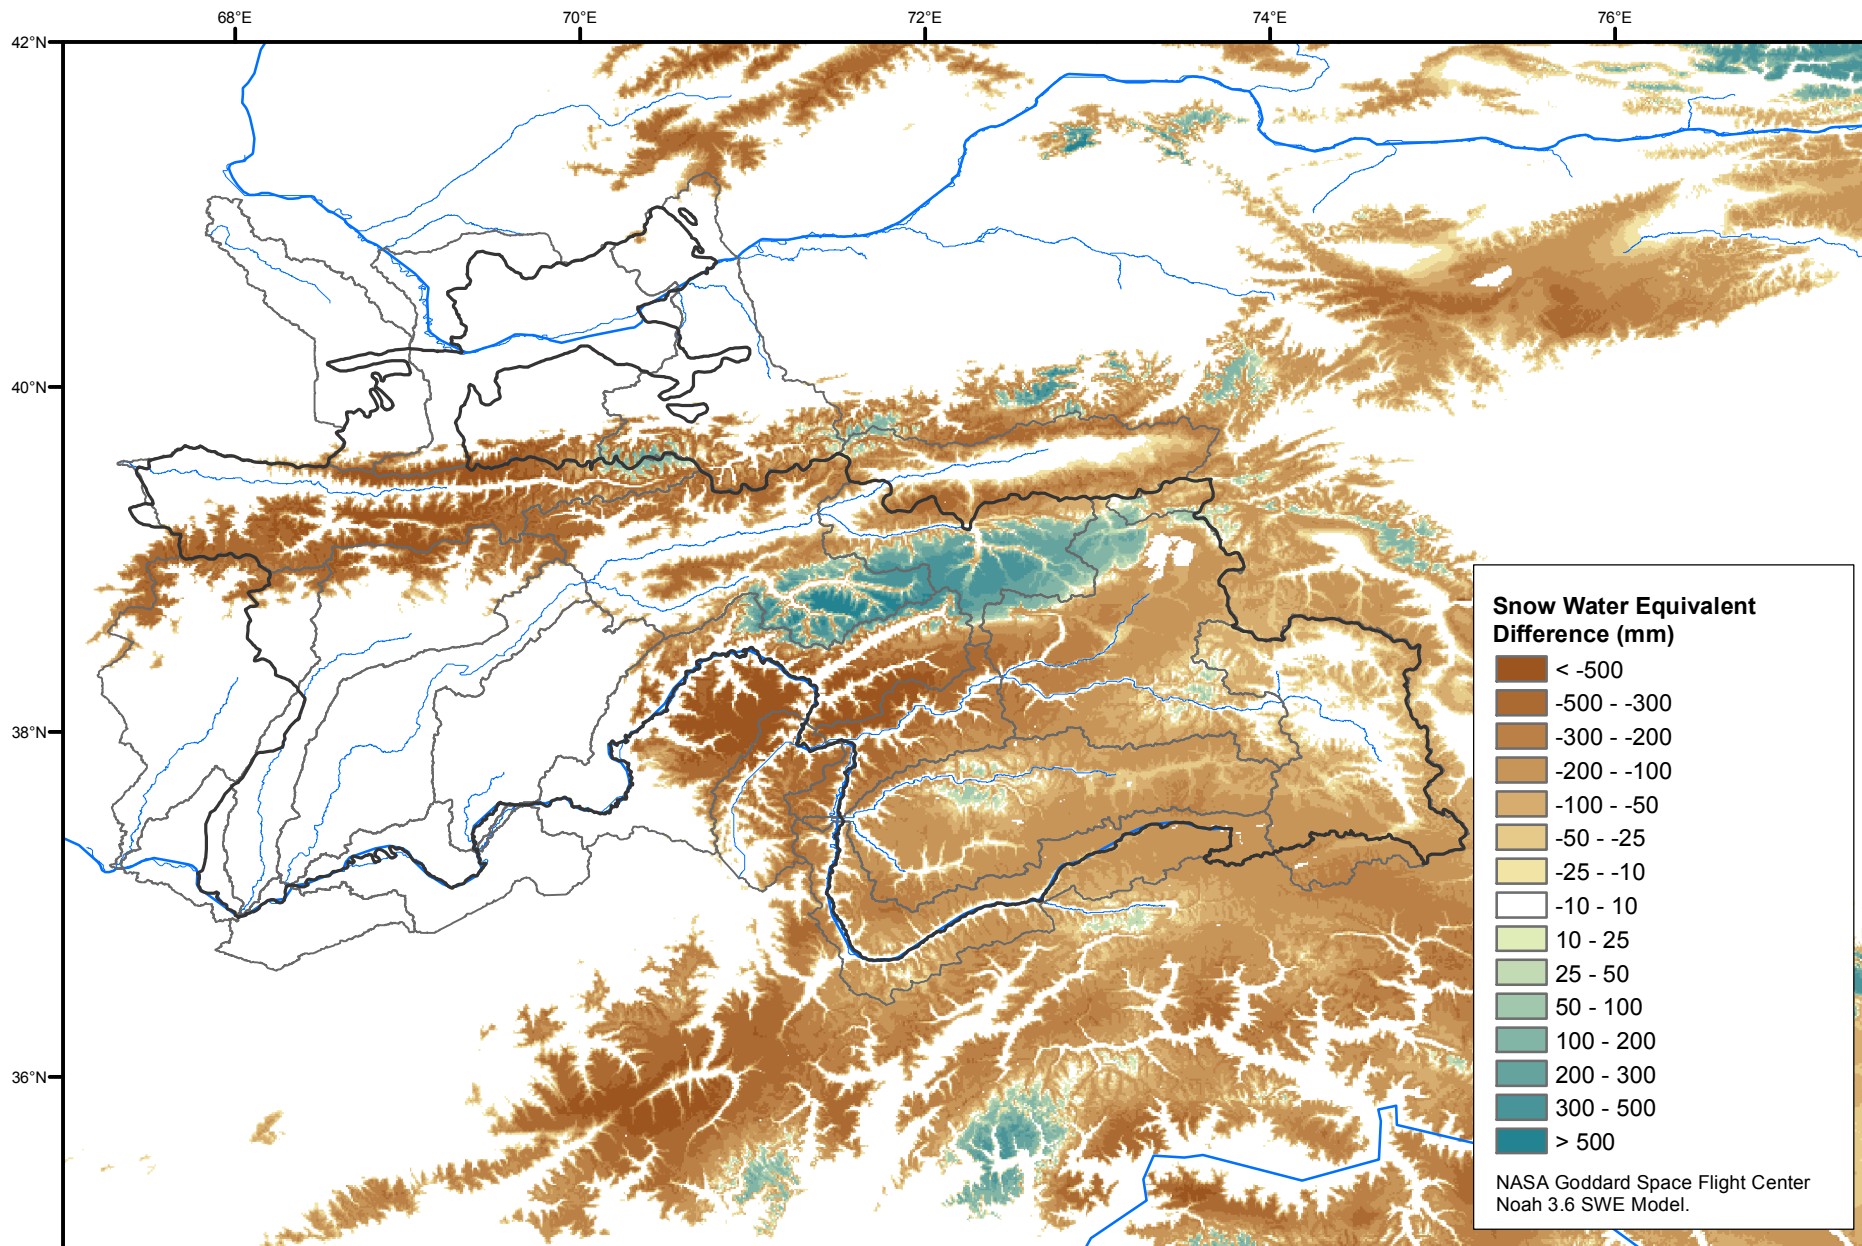 68°E
70°E
72°E
74°E
76°E
42°N
40°N
38°N
36°N
Snow Water Equivalent
Difference (mm)
< -500
-500 - -300
-300 - -200
-200 - -100
-100 - -50
-50 - -25
-25 - -10
-10 - 10
10 - 25
25 - 50
50 - 100
100 - 200
200 - 300
300 - 500
> 500
NASA Goddard Space Flight Center
Noah 3.6 SWE Model.